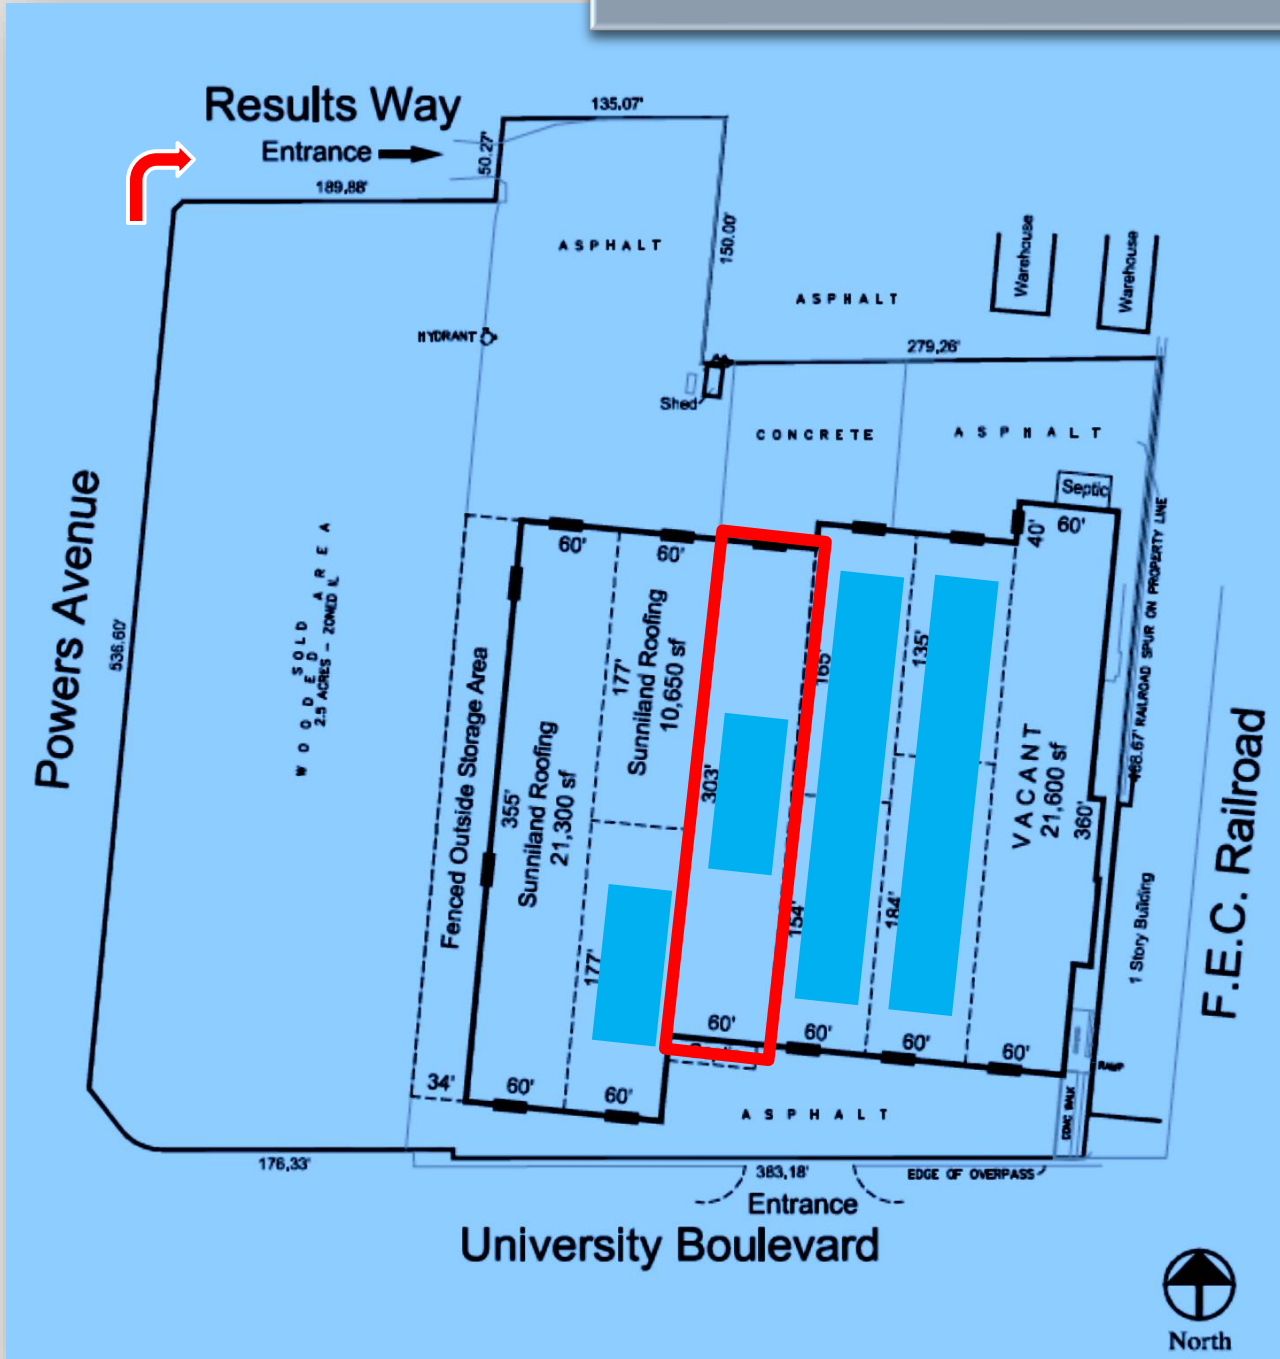 Results Way
Entrance
135.07'
50.27'
189.88'
150.00'
ASPHALT
ASPHALT
Warehouse
Warehouse
HYDRANT
279.26'
Shed
CONCRETE
ASPHALT
Septic
40'
60'
60'
60'
Powers Avenue
536.60'
WOODED AREA
SOLD
2.5 ACRES - ZONED IL
Fenced Outside Storage Area
355'
Sunniland Roofing
21,300 sf
177'
Sunniland Roofing
10,650 sf
303'
165'
135'
VACANT
21,600 sf
360'
RAILROAD SPUR ON PROPERTY LINE
F.E.C. Railroad
1 Story Building
177'
154'
184'
60'
60'
60'
60'
34'
60'
60'
RAMP
CONC WALK
ASPHALT
176.33'
383.18'
EDGE OF OVERPASS
Entrance
University Boulevard
North